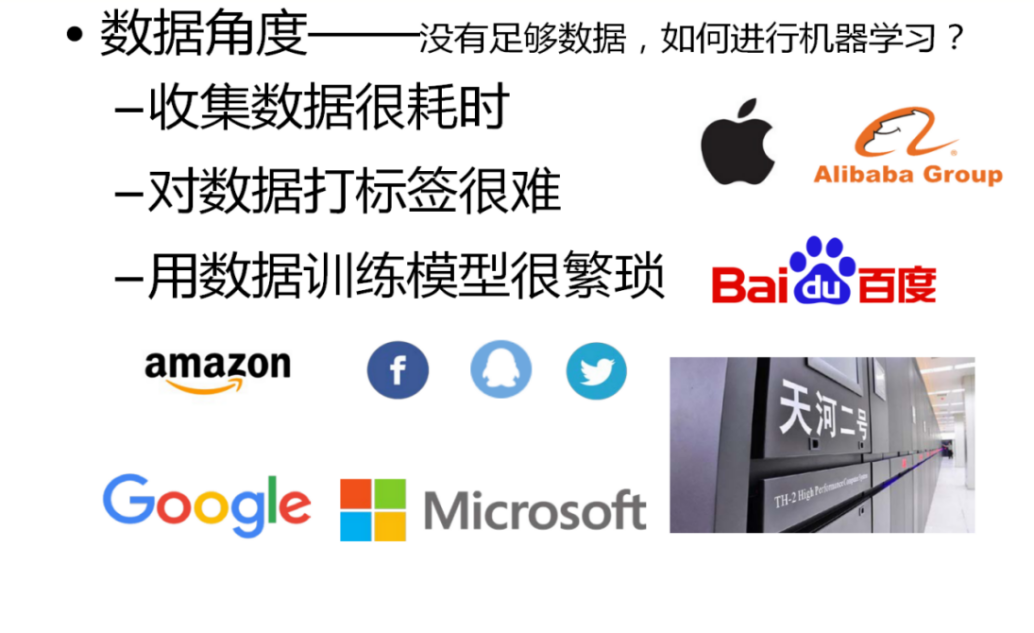 • 数据角度——没有足够数据，如何进行机器学习？
–收集数据很耗时
–对数据打标签很难
–用数据训练模型很繁琐
Alibaba Group
Bai du 百度
amazon
f
天河二号
TH-2 High Performance Computer System
Google
Microsoft